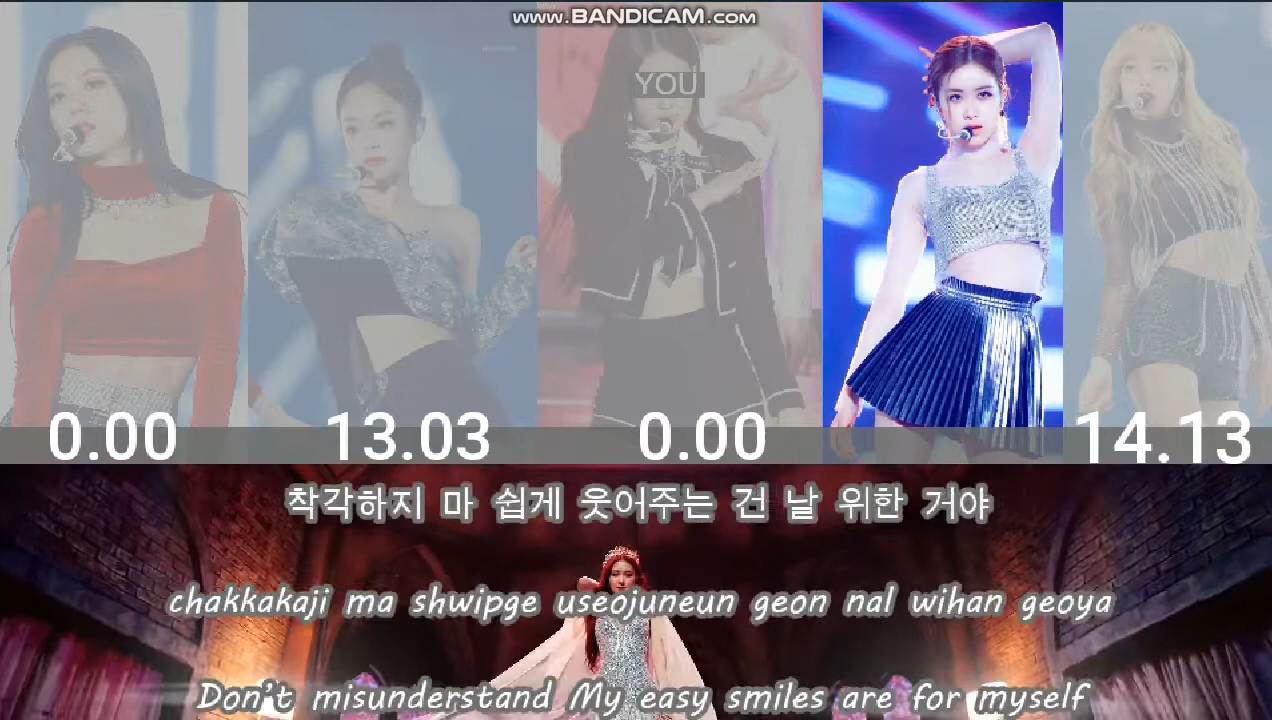 www.BANDICAM.com
YOU
0.00 13.03 0.00 14.13
착각하지 마 쉽게 웃어주는 건 날 위한 거야
chakkakaji ma shwipge useojuneun geon nal wihan geoya
Don't misunderstand My easy smiles are for myself